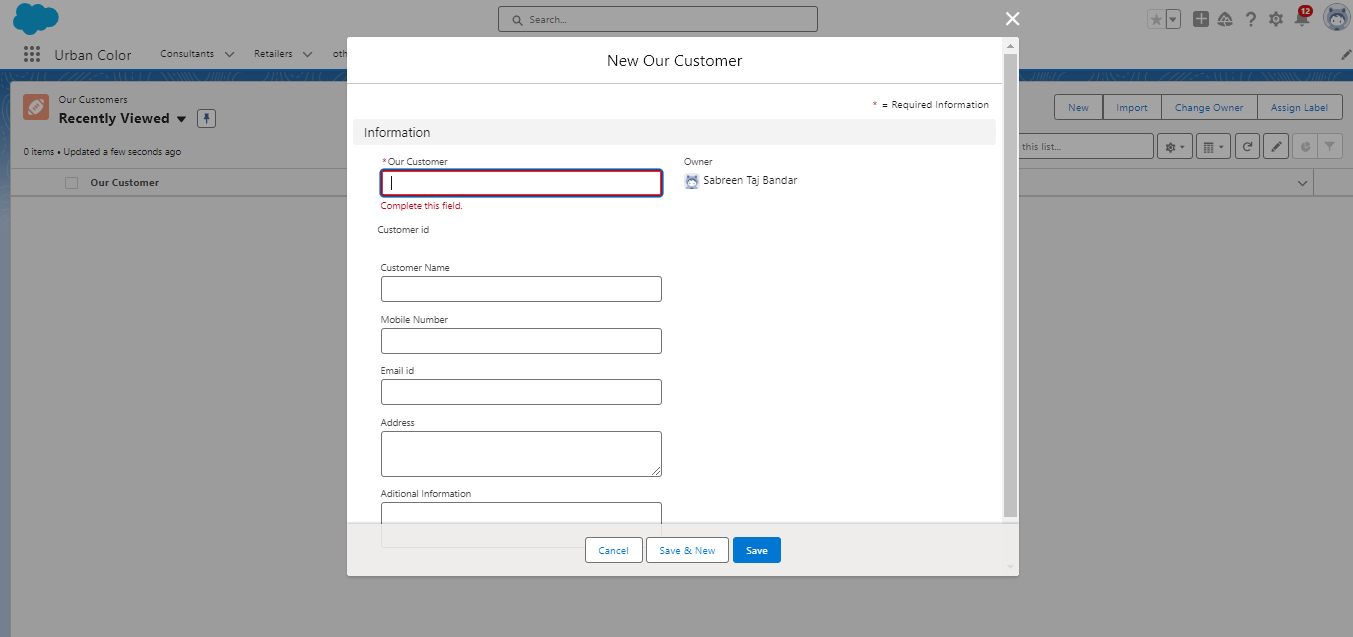 Search...
12
Urban Color
Consultants
Retailers
oth
New Our Customer
* = Required Information
Our Customers
Recently Viewed
New
Import
Change Owner
Assign Label
0 items • Updated a few seconds ago
this list...
Our Customer
Information
*Our Customer
Owner
Sabreen Taj Bandar
Complete this field.
Customer id
Customer Name
Mobile Number
Email id
Address
Aditional Information
Cancel
Save & New
Save